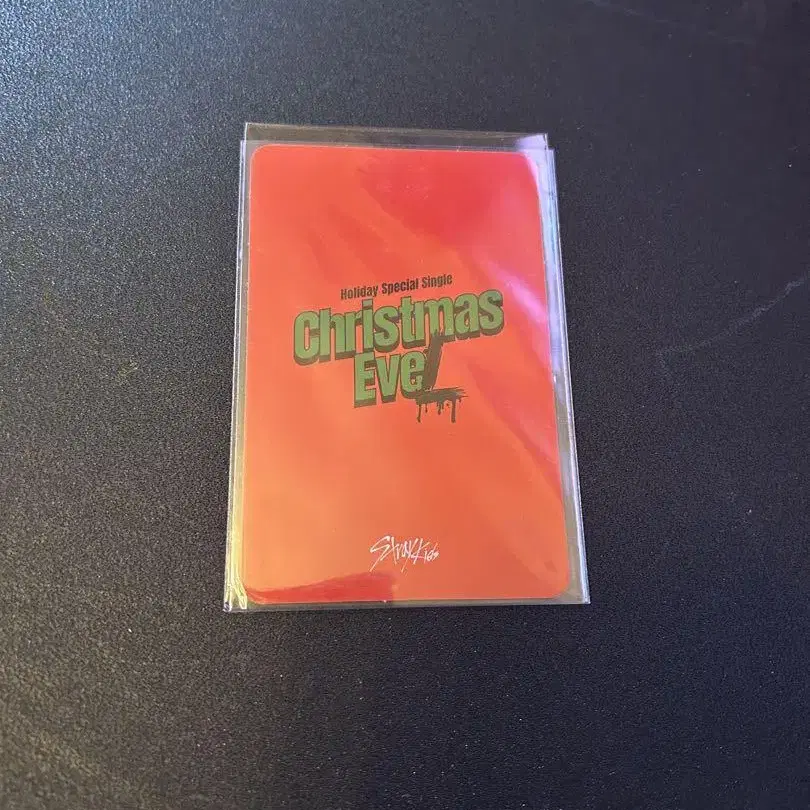 Holiday Special Single
Christmas
EveL
Stray Kids